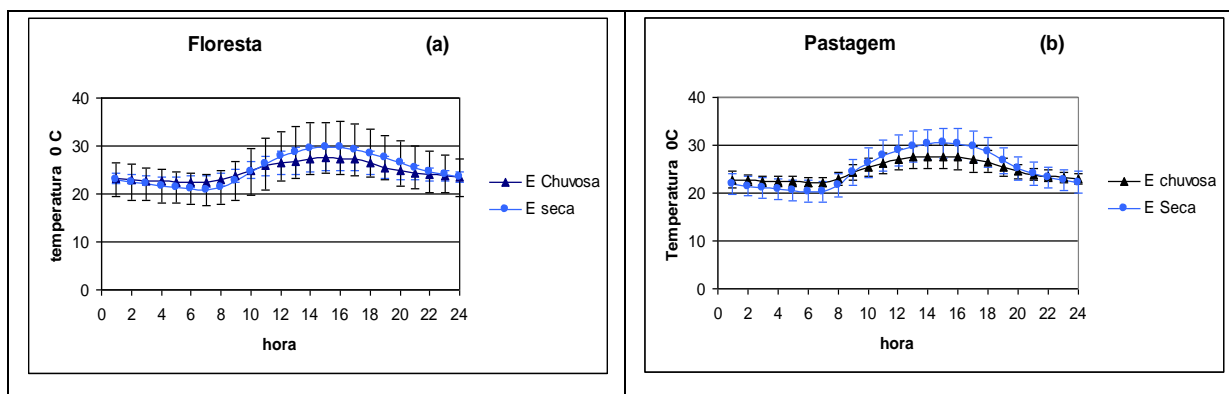 Floresta (a)
40
30
20
10
0
temperatura 0 C
0 2 4 6 8 10 12 14 16 18 20 22 24
hora
E Chuvosa
E seca
Pastagem (b)
40
30
20
10
0
Temperatura 0C
0 2 4 6 8 10 12 14 16 18 20 22 24
hora
E chuvosa
E Seca